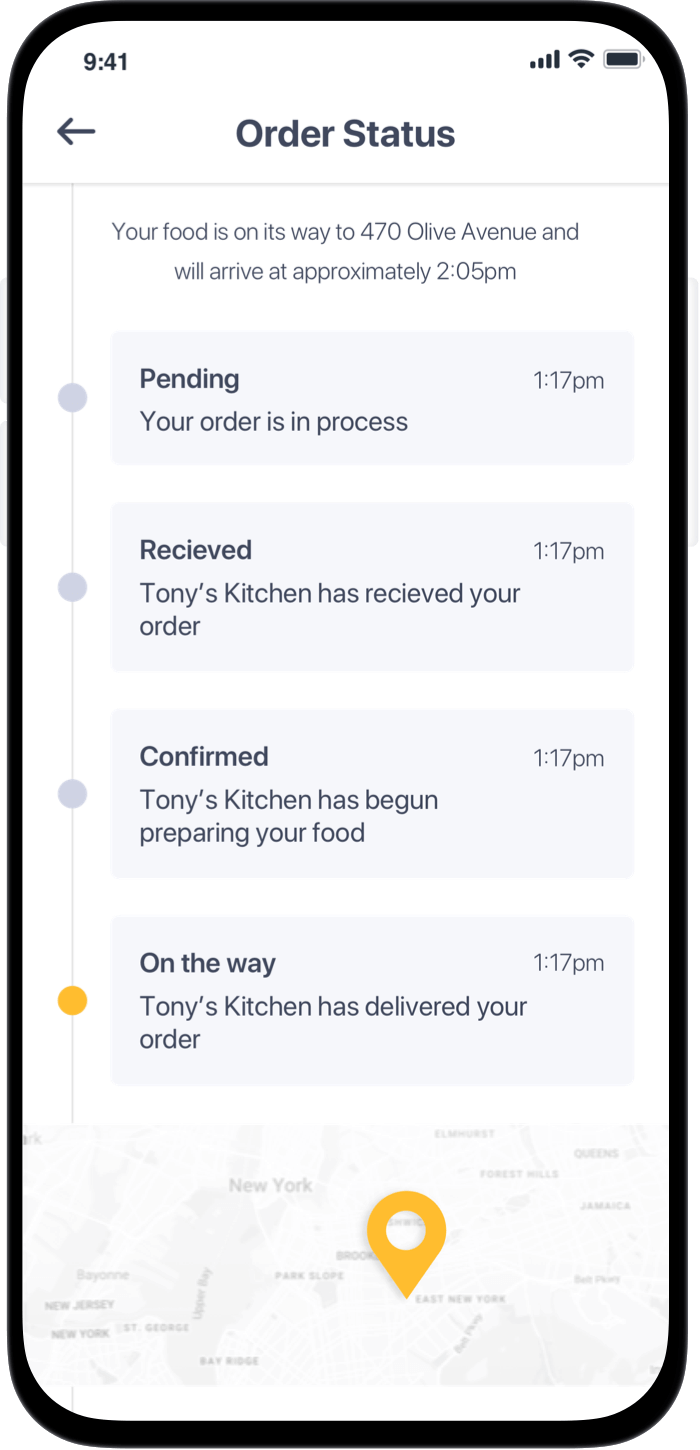 9:41
Order Status
Your food is on its way to 470 Olive Avenue and
will arrive at approximately 2:05pm
Pending 1:17pm
Your order is in process
Recieved 1:17pm
Tony’s Kitchen has recieved your
order
Confirmed 1:17pm
Tony’s Kitchen has begun
preparing your food
On the way 1:17pm
Tony’s Kitchen has delivered your
order
ELMHURST
QUEENS
FOREST HILLS
New York
JAMAICA
PARK SLOPE
Bayonne
Belt Pkwy
EAST NEW YORK
NEW JERSEY
Upper Bay
ST. GEORGE
NEW YORK
Belt Pkwy
BAY RIDGE